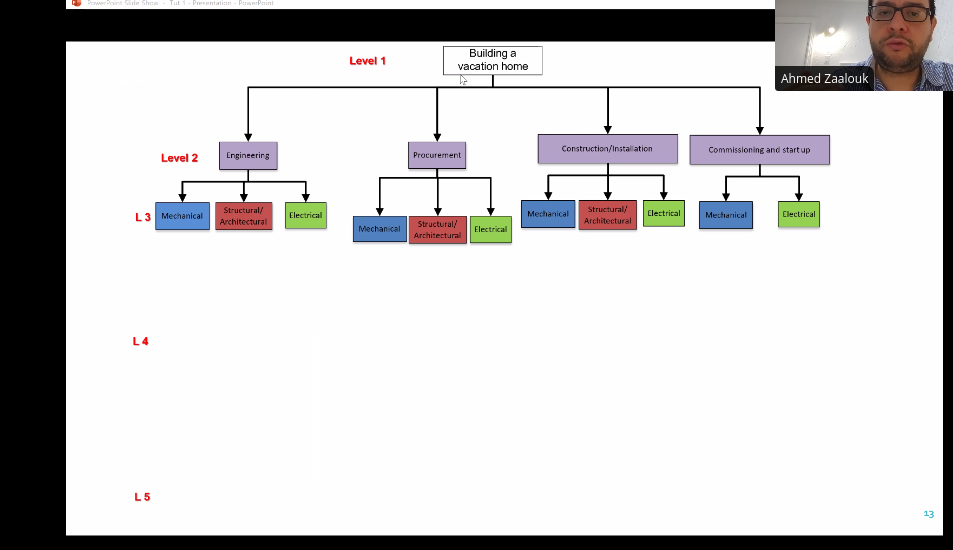 PowerPoint Slide Show - Tut 1 - Presentation - PowerPoint
Ahmed Zaalouk
Level 1
Building a
vacation home
Level 2
Engineering
Procurement
Construction/Installation
Commissioning and start up
L 3
Mechanical
Structural/
Architectural
Electrical
Mechanical
Structural/
Architectural
Electrical
Mechanical
Structural/
Architectural
Electrical
Mechanical
Electrical
L 4
L 5
13